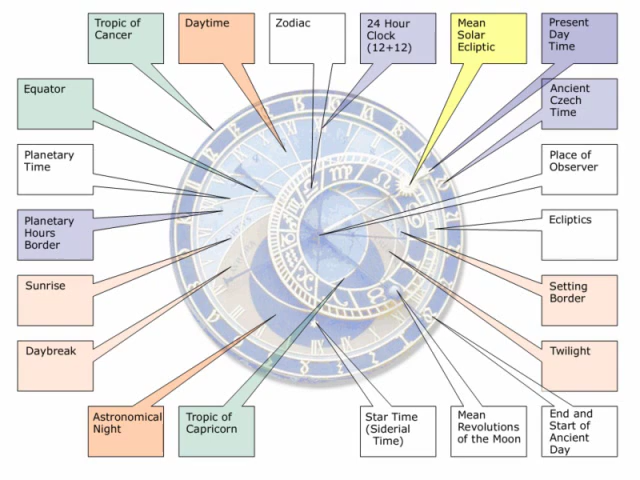 Tropic of
Cancer
Daytime
Zodiac
24 Hour
Clock
(12+12)
Mean
Solar
Ecliptic
Present
Day
Time
Equator
Ancient
Czech
Time
Planetary
Time
Place of
Observer
Planetary
Hours
Border
Ecliptics
Sunrise
Setting
Border
Daybreak
Twilight
Astronomical
Night
Tropic of
Capricorn
Star Time
(Siderial
Time)
Mean
Revolutions
of the Moon
End and
Start of
Ancient
Day